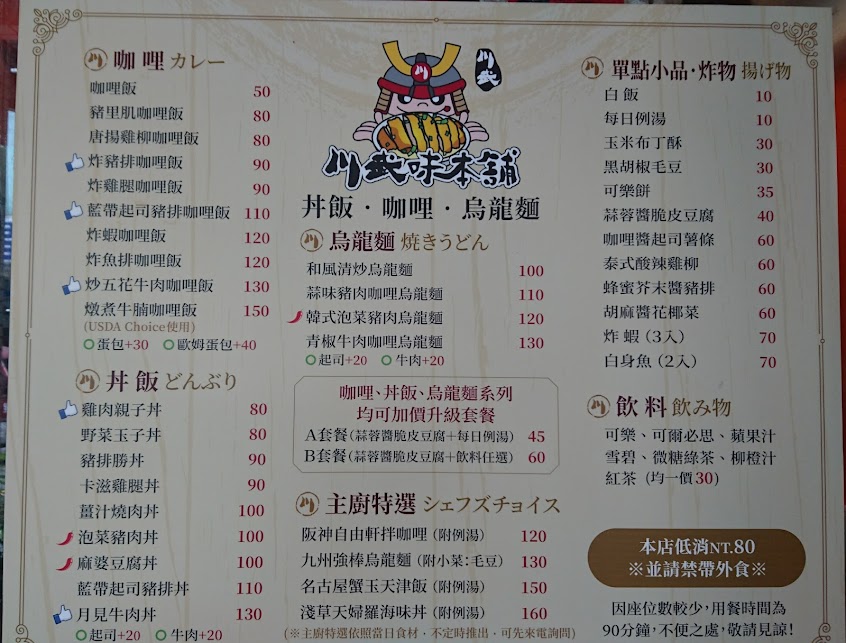 咖哩 カレー
咖哩飯 50
豬里肌咖哩飯 80
唐揚雞柳咖哩飯 80
炸豬排咖哩飯 90
炸雞腿咖哩飯 90
藍帶起司豬排咖哩飯 110
炸蝦咖哩飯 120
炸魚排咖哩飯 120
炒五花牛肉咖哩飯 130
燉煮牛腩咖哩飯 150
(USDA Choice使用)
蛋包+30 歐姆蛋包+40
丼飯 どんぶり
雞肉親子丼 80
野菜玉子丼 80
豬排勝丼 90
卡滋雞腿丼 90
薑汁燒肉丼 100
泡菜豬肉丼 100
麻婆豆腐丼 100
藍帶起司豬排丼 110
月見牛肉丼 130
起司+20 牛肉+20
川
川武
川武味本舖
丼飯・咖哩・烏龍麵
烏龍麵 焼きうどん
和風清炒烏龍麵 100
蒜味豬肉咖哩烏龍麵 110
韓式泡菜豬肉烏龍麵 120
青椒牛肉咖哩烏龍麵 130
起司+20 牛肉+20
咖哩、丼飯、烏龍麵系列
均可加價升級套餐
A套餐(蒜蓉醬脆皮豆腐+每日例湯) 45
B套餐(蒜蓉醬脆皮豆腐+飲料任選) 60
主廚特選 シェフズチョイス
阪神自由軒拌咖哩 (附例湯) 120
九州強棒烏龍麵 (附小菜:毛豆) 130
名古屋蟹玉天津飯 (附例湯) 150
淺草天婦羅海味丼 (附例湯) 160
(※主廚特選依照當日食材・不定時推出・可先來電詢問)
單點小品・炸物 揚げ物
白飯 10
每日例湯 10
玉米布丁酥 30
黑胡椒毛豆 30
可樂餅 35
蒜蓉醬脆皮豆腐 40
咖哩醬起司薯條 60
泰式酸辣雞柳 60
蜂蜜芥末醬豬排 60
胡麻醬花椰菜 60
炸蝦(3入) 70
白身魚(2入) 70
飲料 飲み物
可樂、可爾必思、蘋果汁
雪碧、微糖綠茶、柳橙汁
紅茶 (均一價30)
本店低消NT.80
※並請禁帶外食※
因座位數較少,用餐時間為
90分鐘,不便之處,敬請見諒!